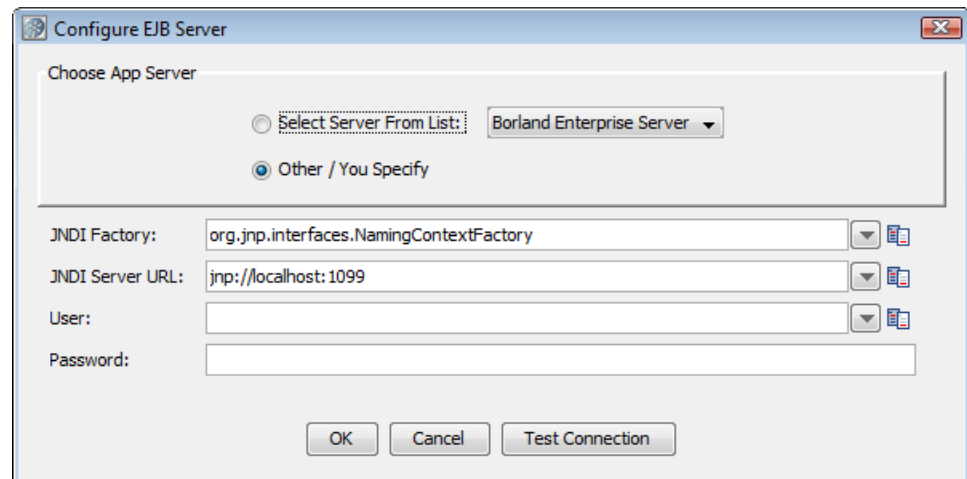 Configure EJB Server
Choose App Server
Select Server From List: Borland Enterprise Server
Other / You Specify
JNDI Factory: org.jnp.interfaces.NamingContextFactory
JNDI Server URL: jnp://localhost:1099
User:
Password:
OK Cancel Test Connection